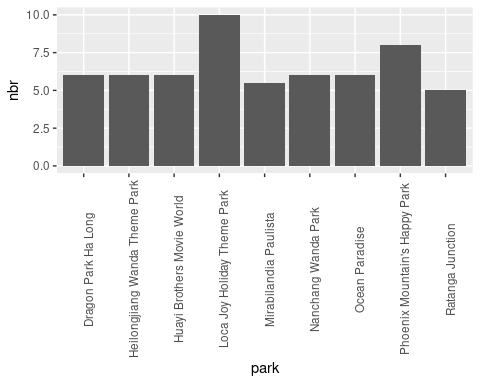 nbr
10.0
7.5
5.0
2.5
0.0
Dragon Park Ha Long
Heilongjiang Wanda Theme Park
Huayi Brothers Movie World
Loca Joy Holiday Theme Park
Mirabilandia Paulista
Nanchang Wanda Park
Ocean Paradise
Phoenix Mountain's Happy Park
Ratanga Junction
park